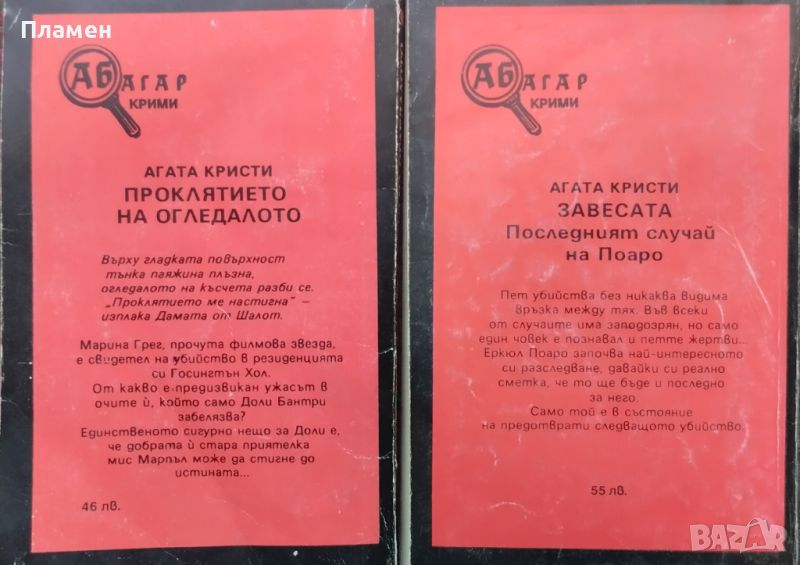 Пламен
АБАГАР
КРИМИ
АГАТА КРИСТИ
ПРОКЛЯТИЕТО
НА ОГЛЕДАЛОТО
Върху гладката повърхност
тънка паяжина плъзна,
огледалото на късчета разби се.
„Проклятието ме настигна" –
изплака Дамата от Шалот.
Марина Грег, прочута филмова звезда,
е свидетел на убийство в резиденцията
си Госингтън Хол.
От какво е предизвикан ужасът в
очите ѝ, който само Доли Бантри
забелязва?
Единственото сигурно нещо за Доли е,
че добрата ѝ стара приятелка
мис Марпъл може да стигне до
истината...
46 лв.
АБАГАР
КРИМИ
АГАТА КРИСТИ
ЗАВЕСАТА
Последният случай
на Поаро
Пет убийства без никаква видима
връзка между тях. Във всеки
от случаите има заподозрян, но само
един човек е познавал и петте жертви...
Еркюл Поаро започва най-интересното
си разследване, давайки си реално
сметка, че то ще бъде и последно
за него.
Само той е в състояние
на предотврати следващото убийство.
55 лв.
BAZAR